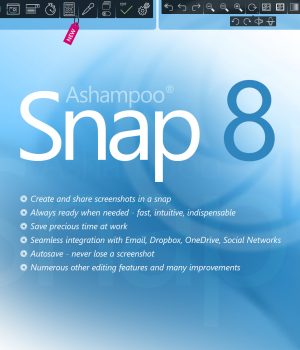 NEW
Ashampoo®
Snap 8
Create and share screenshots in a snap
Always ready when needed - fast, intuitive, indispensable
Save precious time at work
Seamless integration with Email, Dropbox, OneDrive, Social Networks
Autosave - never lose a screenshot
Numerous other editing features and many improvements